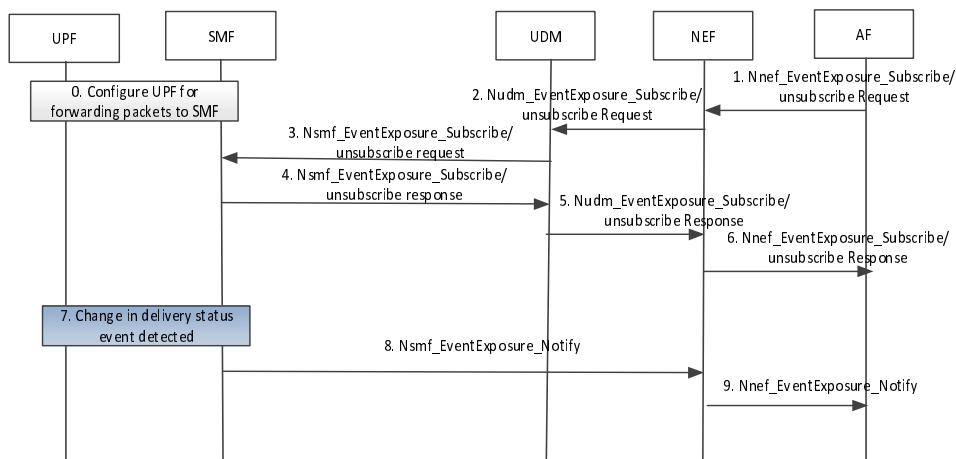 UPF
SMF
UDM
NEF
AF
0. Configure UPF for
forwarding packets to SMF
1. Nnef_EventExposure_Subscribe/
unsubscribe Request
2. Nudm_EventExposure_Subscribe/
unsubscribe Request
3. Nsmf_EventExposure_Subscribe/
unsubscribe request
4. Nsmf_EventExposure_Subscribe/
unsubscribe response
5. Nudm_EventExposure_Subscribe/
unsubscribe Response
6. Nnef_EventExposure_Subscribe/
unsubscribe Response
7. Change in delivery status
event detected
8. Nsmf_EventExposure_Notify
9. Nnef_EventExposure_Notify